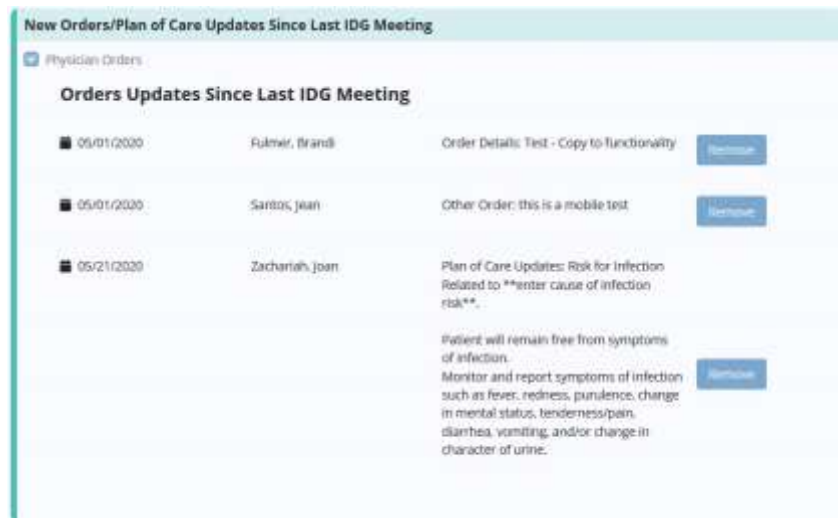 New Orders/Plan of Care Updates Since Last IDG Meeting
Physician Orders
Orders Updates Since Last IDG Meeting
05/01/2020 Fulmer, Brandi Order Details: Test - Copy to functionality Remove
05/01/2020 Santos, Jean Other Order: this is a mobile test Remove
05/21/2020 Zachariah, Joan Plan of Care Updates: Risk for Infection
Related to **enter cause of infection
risk**.
Patient will remain free from symptoms
of infection.
Monitor and report symptoms of infection Remove
such as fever, redness, purulence, change
in mental status, tenderness/pain,
diarrhea, vomiting, and/or change in
character of urine.